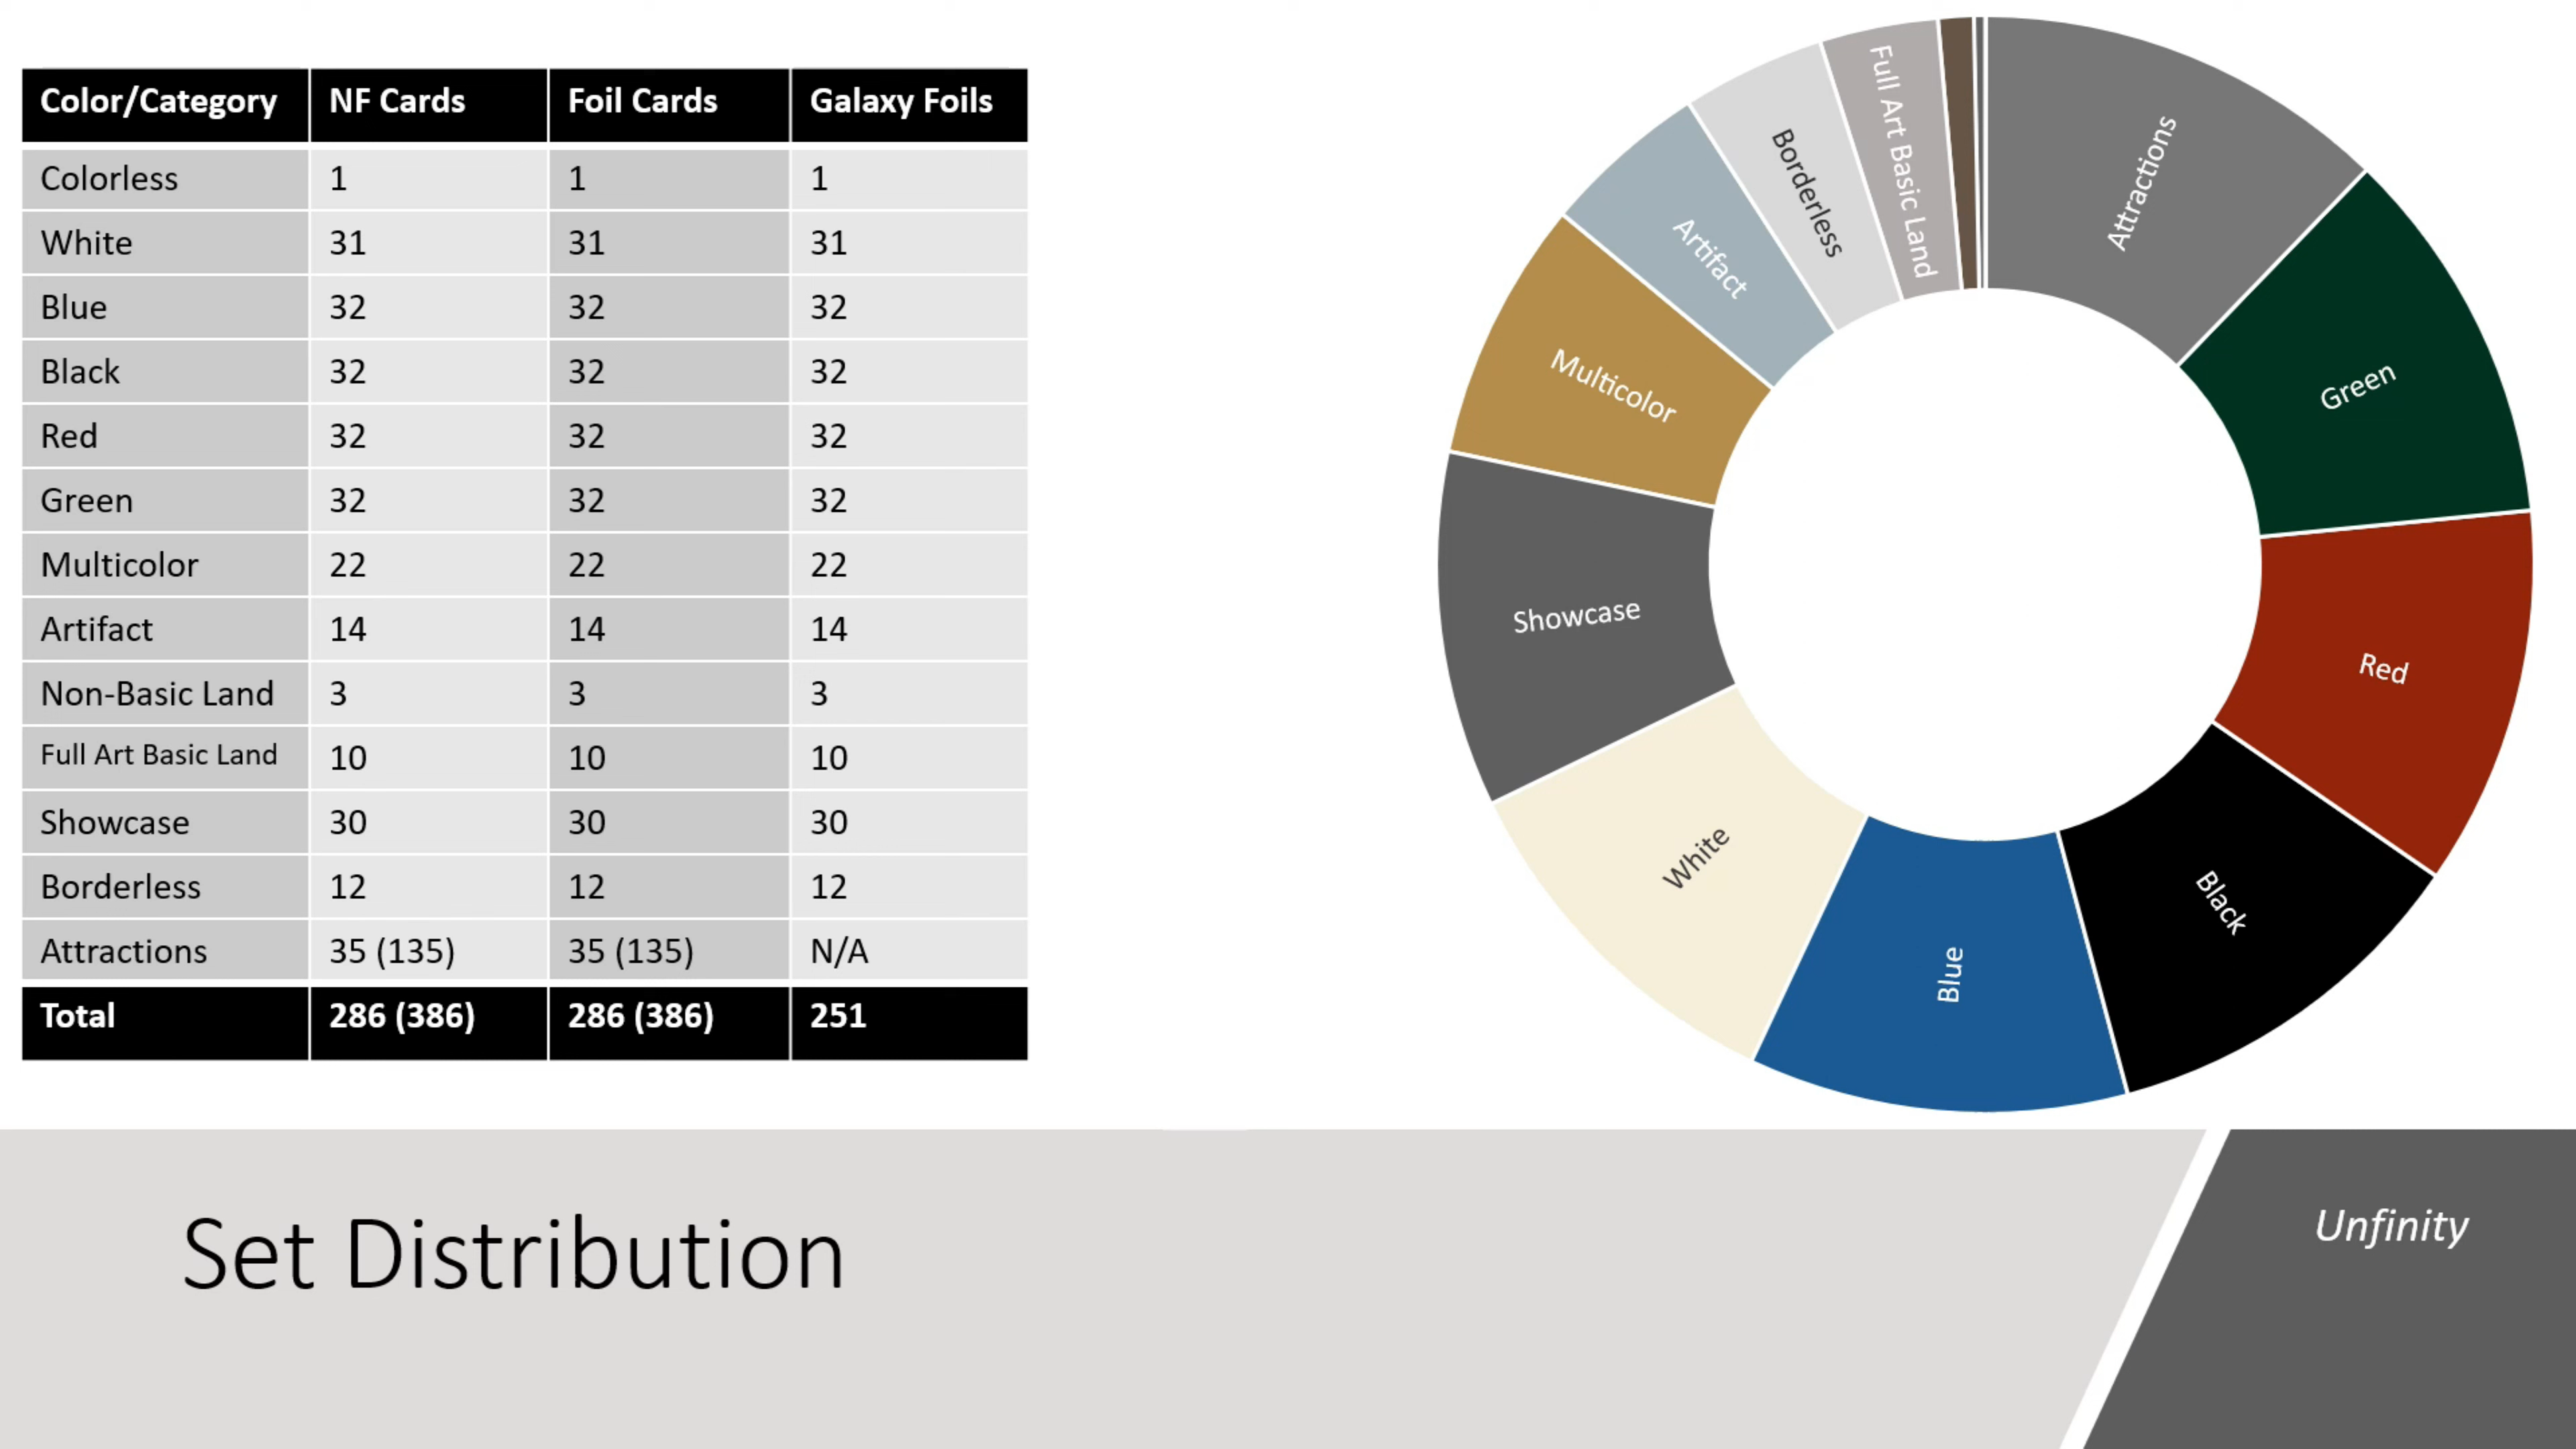 Color/Category NF Cards Foil Cards Galaxy Foils
Colorless 1 1 1
White 31 31 31
Blue 32 32 32
Black 32 32 32
Red 32 32 32
Green 32 32 32
Multicolor 22 22 22
Artifact 14 14 14
Non-Basic Land 3 3 3
Full Art Basic Land 10 10 10
Showcase 30 30 30
Borderless 12 12 12
Attractions 35 (135) 35 (135) N/A
Total 286 (386) 286 (386) 251
Attractions
Green
Red
Black
Blue
White
Showcase
Multicolor
Artifact
Borderless
Full Art Basic Land
Set Distribution
Unfinity